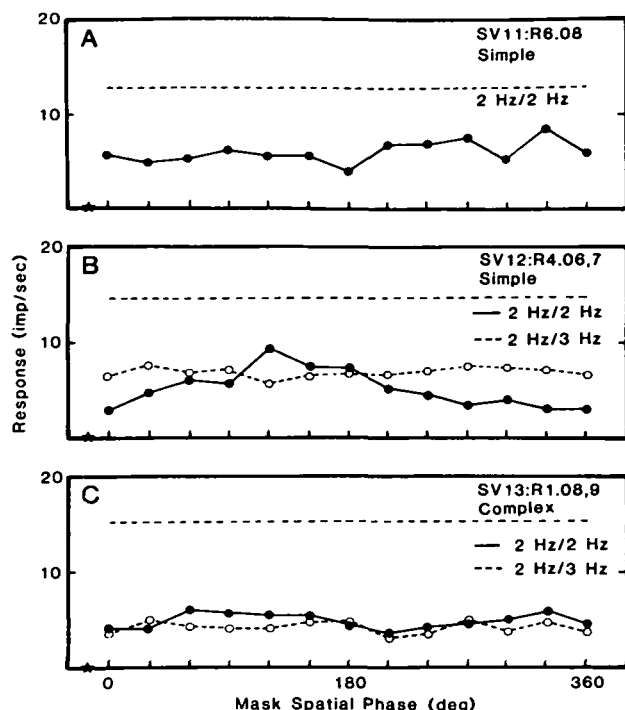 20
A
SV11:R6.08
Simple
2 Hz/2 Hz
10
20
B
SV12:R4.06,7
Simple
2 Hz/2 Hz
2 Hz/3 Hz
10
Response (imp/sec)
20
C
SV13:R1.08,9
Complex
2 Hz/2 Hz
2 Hz/3 Hz
10
0 180 360
Mask Spatial Phase (deg)